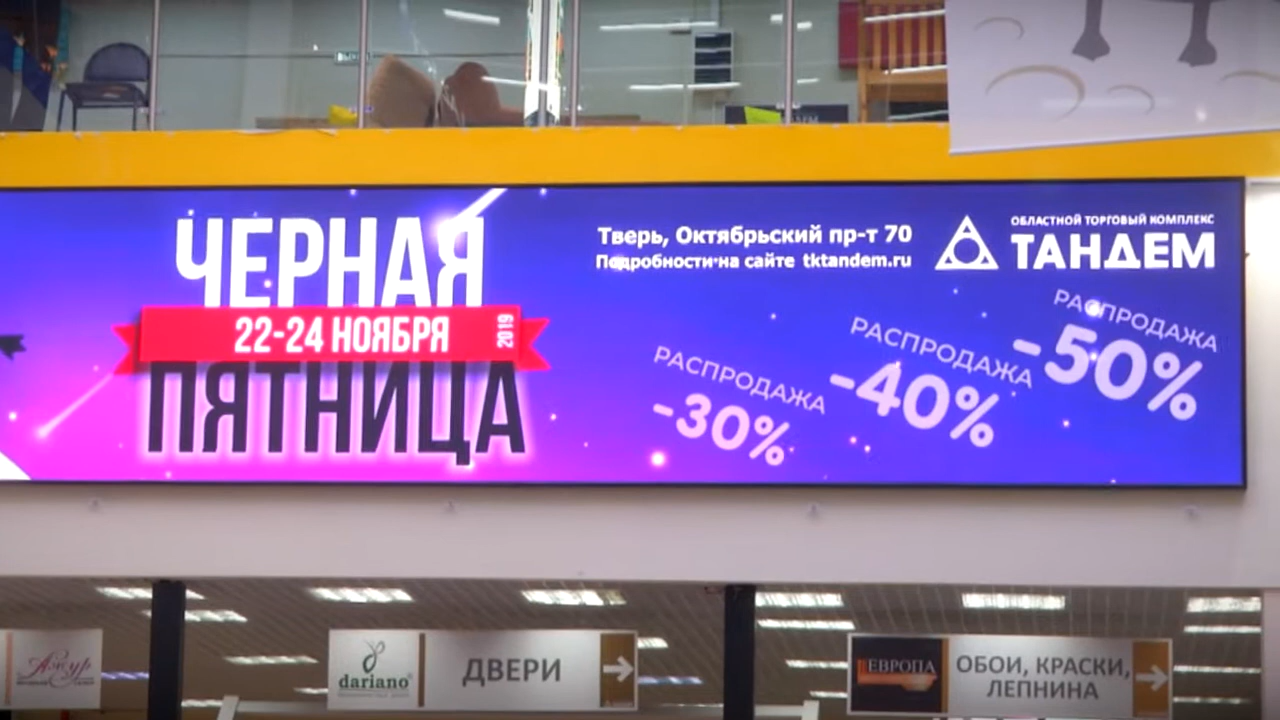 ЧЕРНАЯ
22-24 НОЯБРЯ 2019
ПЯТНИЦА
Тверь, Октябрьский пр-т 70
Подробности на сайте tktandem.ru
ОБЛАСТНОЙ ТОРГОВЫЙ КОМПЛЕКС
ТАНДЕМ
РАСПРОДАЖА
-30%
РАСПРОДАЖА
-40%
РАСПРОДАЖА
-50%
Ажур
dariano
ДВЕРИ
ЕВРОПА
ОБОИ, КРАСКИ,
ЛЕПНИНА